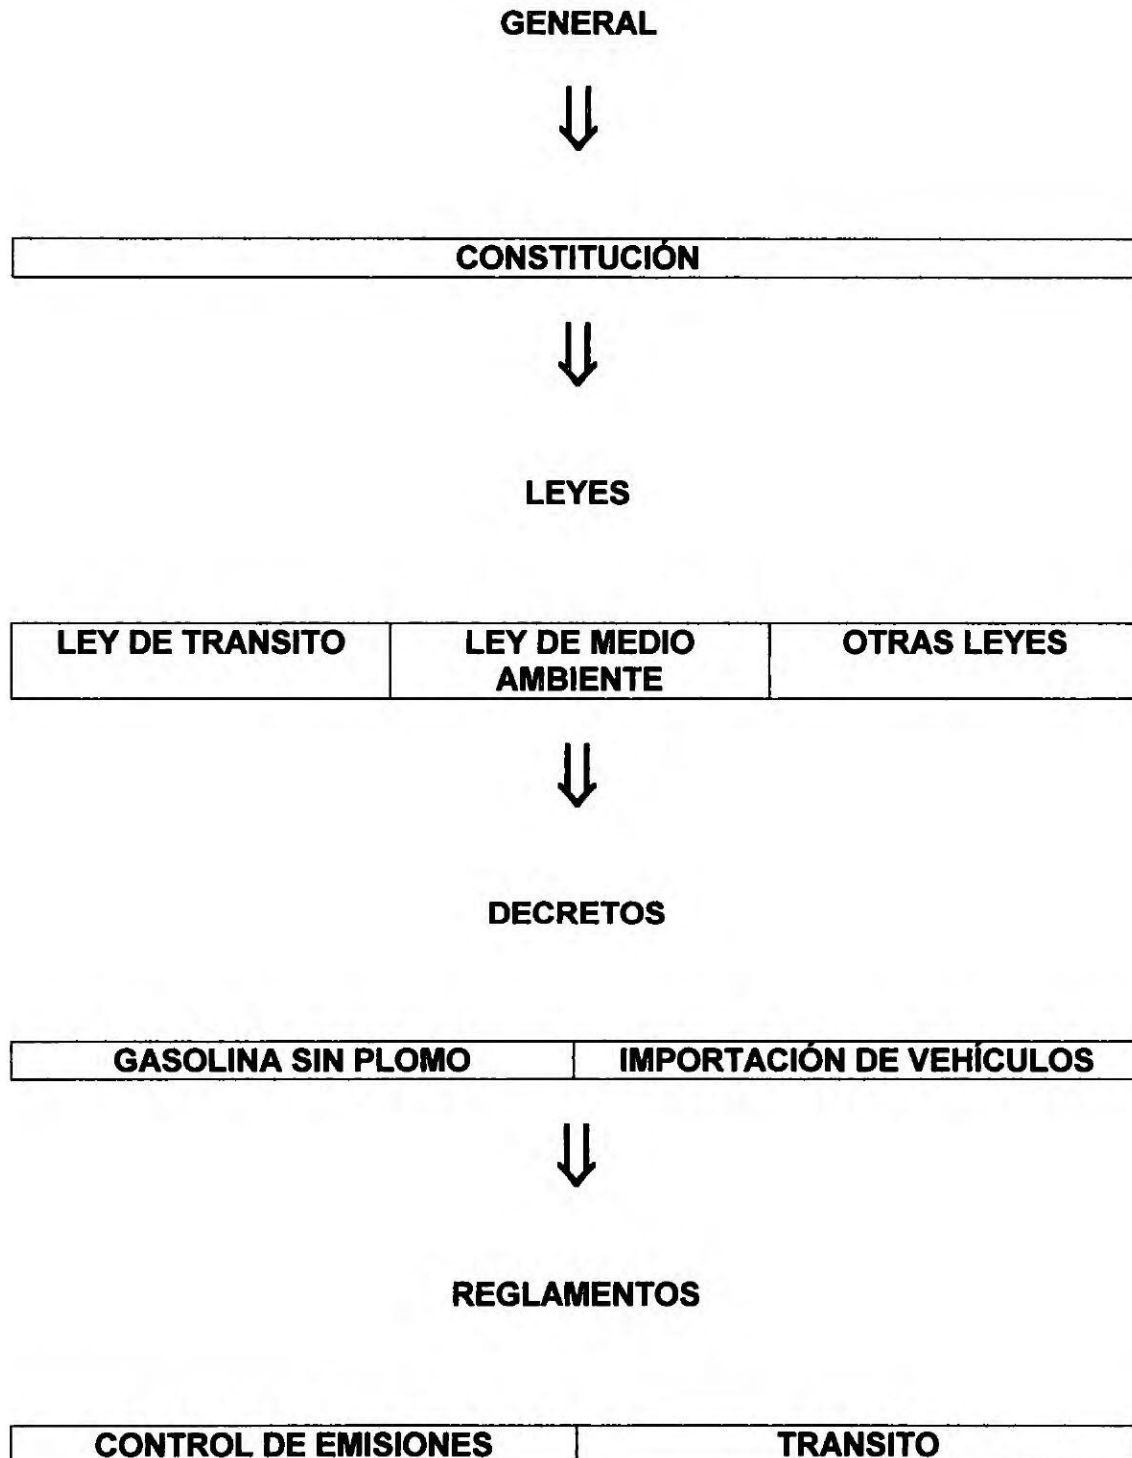 GENERAL
CONSTITUCIÓN
LEYES
LEY DE TRANSITO
LEY DE MEDIO
AMBIENTE
OTRAS LEYES
DECRETOS
GASOLINA SIN PLOMO
IMPORTACIÓN DE VEHÍCULOS
REGLAMENTOS
CONTROL DE EMISIONES
TRANSITO